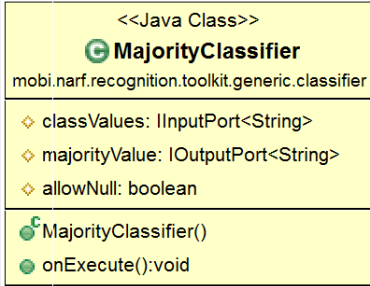 <<Java Class>>
C MajorityClassifier
mobi.narf.recognition.toolkit.generic.classifier
classValues: IInputPort<String>
majorityValue: IOutputPort<String>
allowNull: boolean
C MajorityClassifier()
onExecute():void